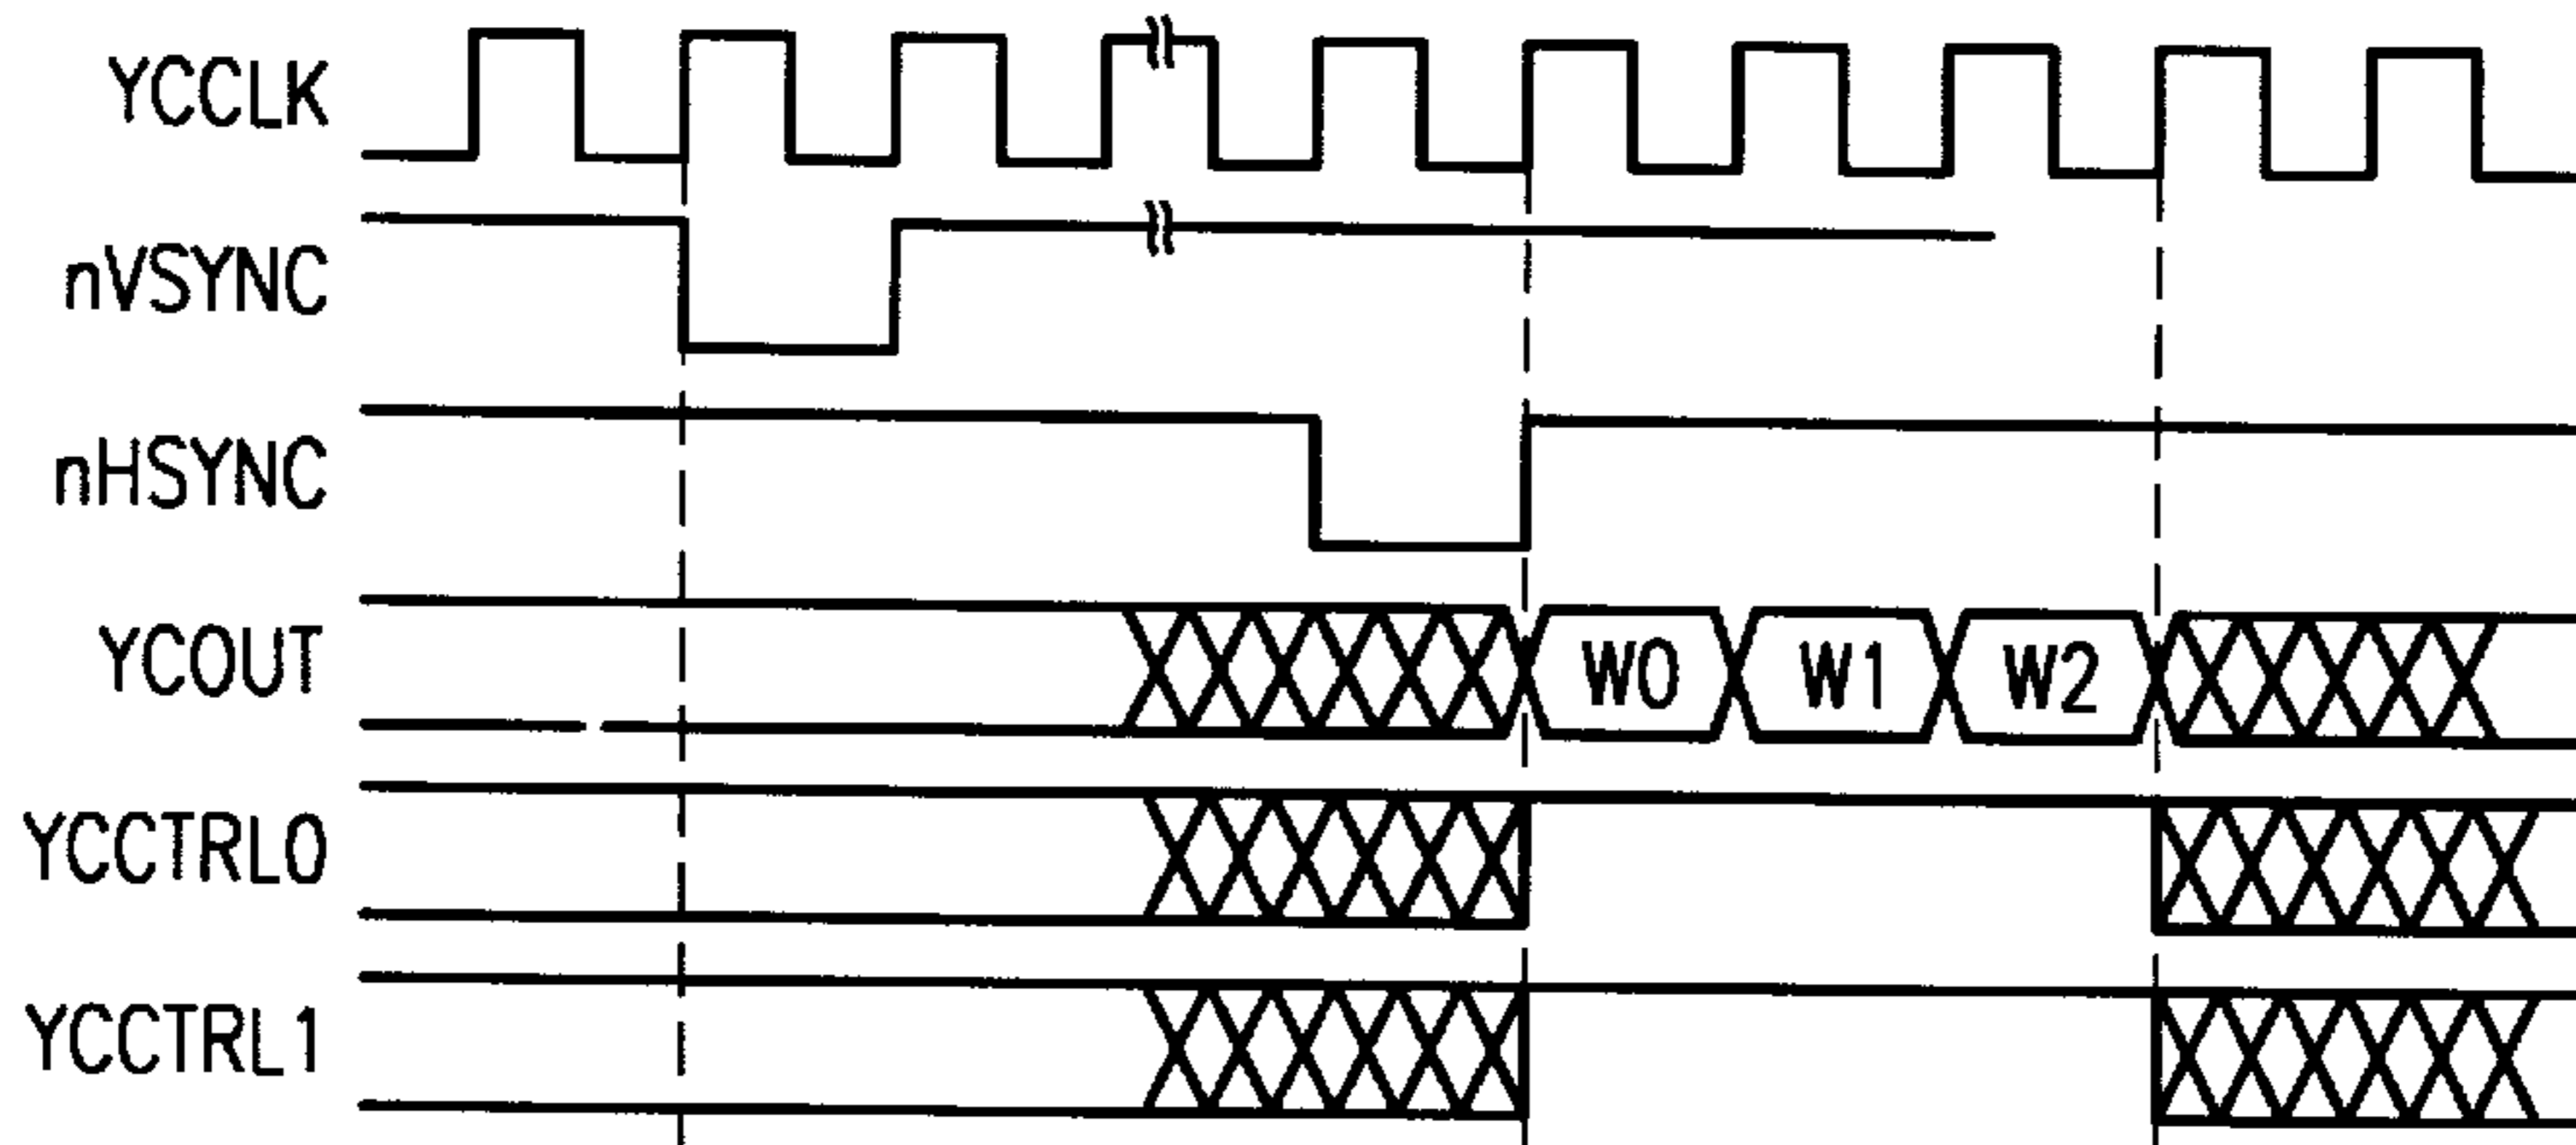 YCCLK
nVSYNC
nHSYNC
YCOUT W0 W1 W2
YCCTRL0
YCCTRL1